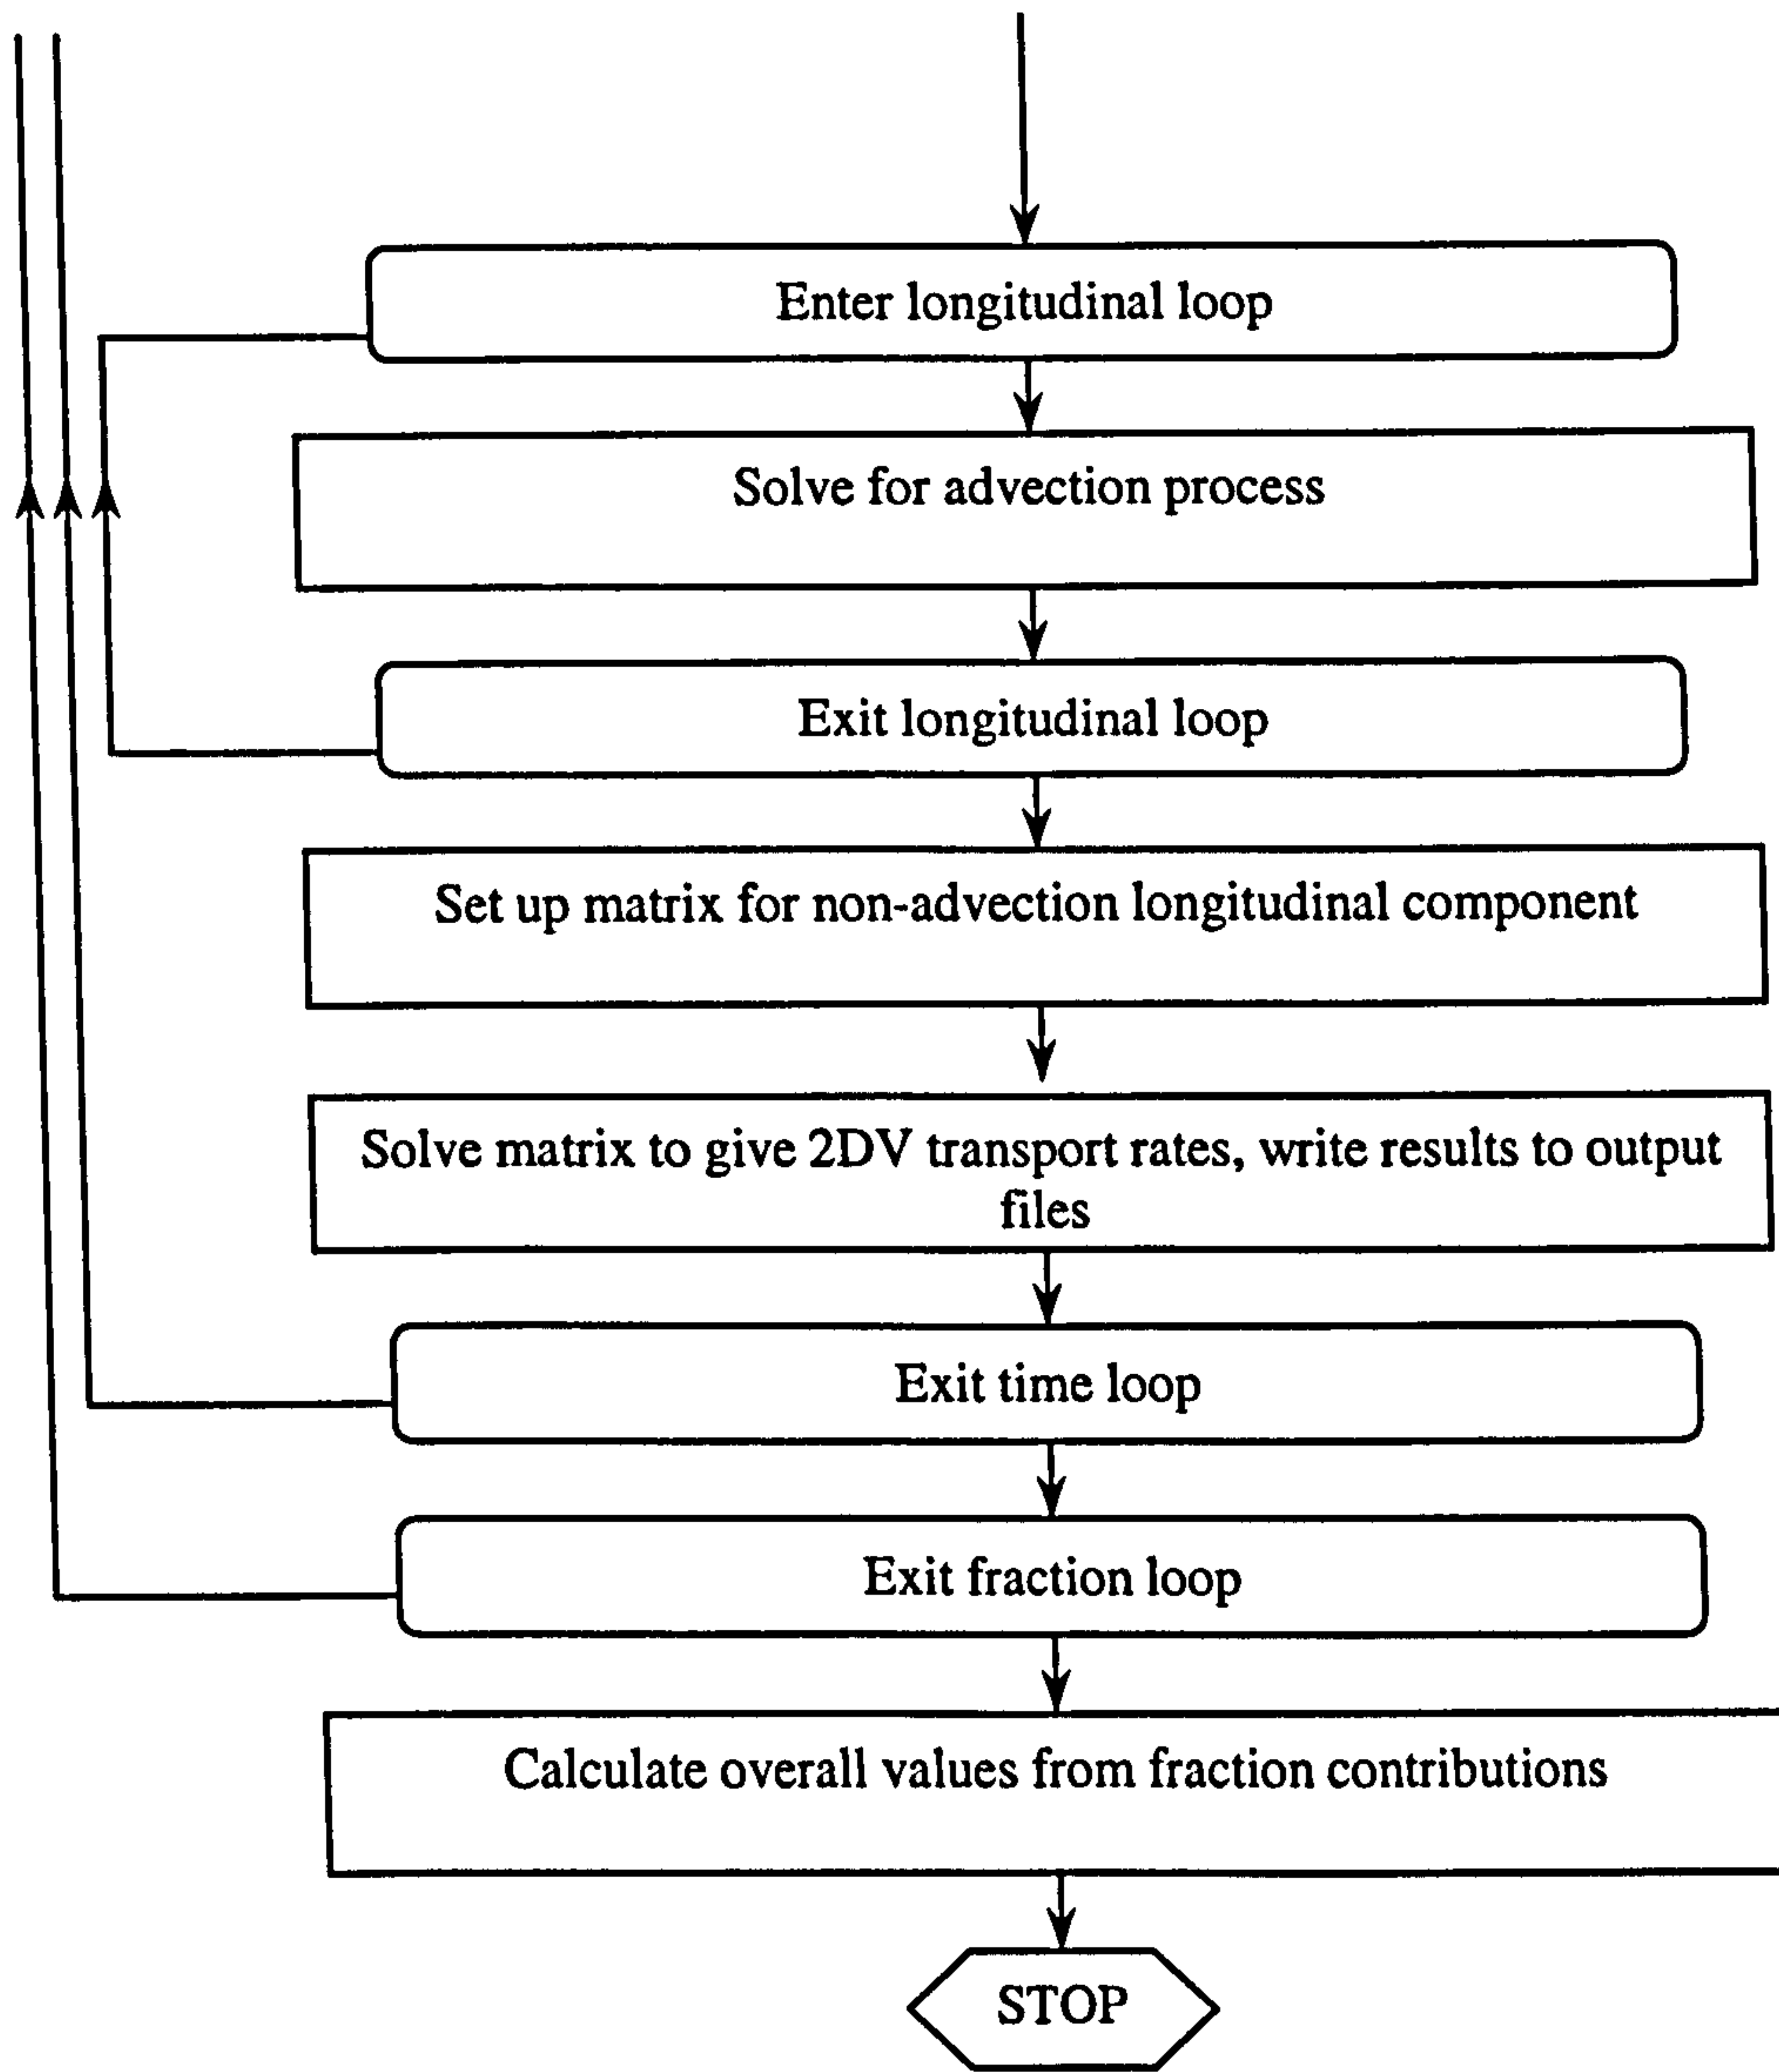 Enter longitudinal loop
Solve for advection process
Exit longitudinal loop
Set up matrix for non-advection longitudinal component
Solve matrix to give 2DV transport rates, write results to output
files
Exit time loop
Exit fraction loop
Calculate overall values from fraction contributions
STOP